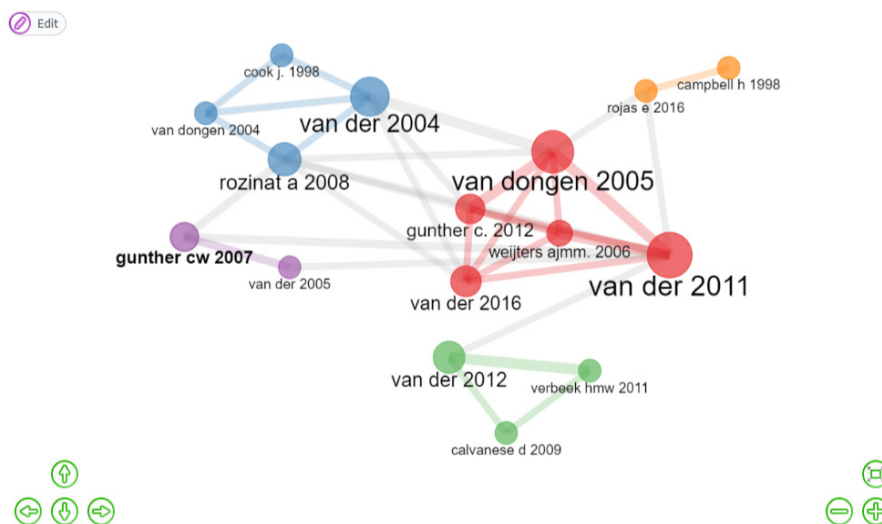 Edit
cook j. 1998
campbell h 1998
rojas e 2016
van dongen 2004
van der 2004
rozinat a 2008
van dongen 2005
gunther c. 2012
weijters ajmm. 2006
gunther cw 2007
van der 2005
van der 2016
van der 2011
van der 2012
verbeek hmw 2011
calvanese d 2009